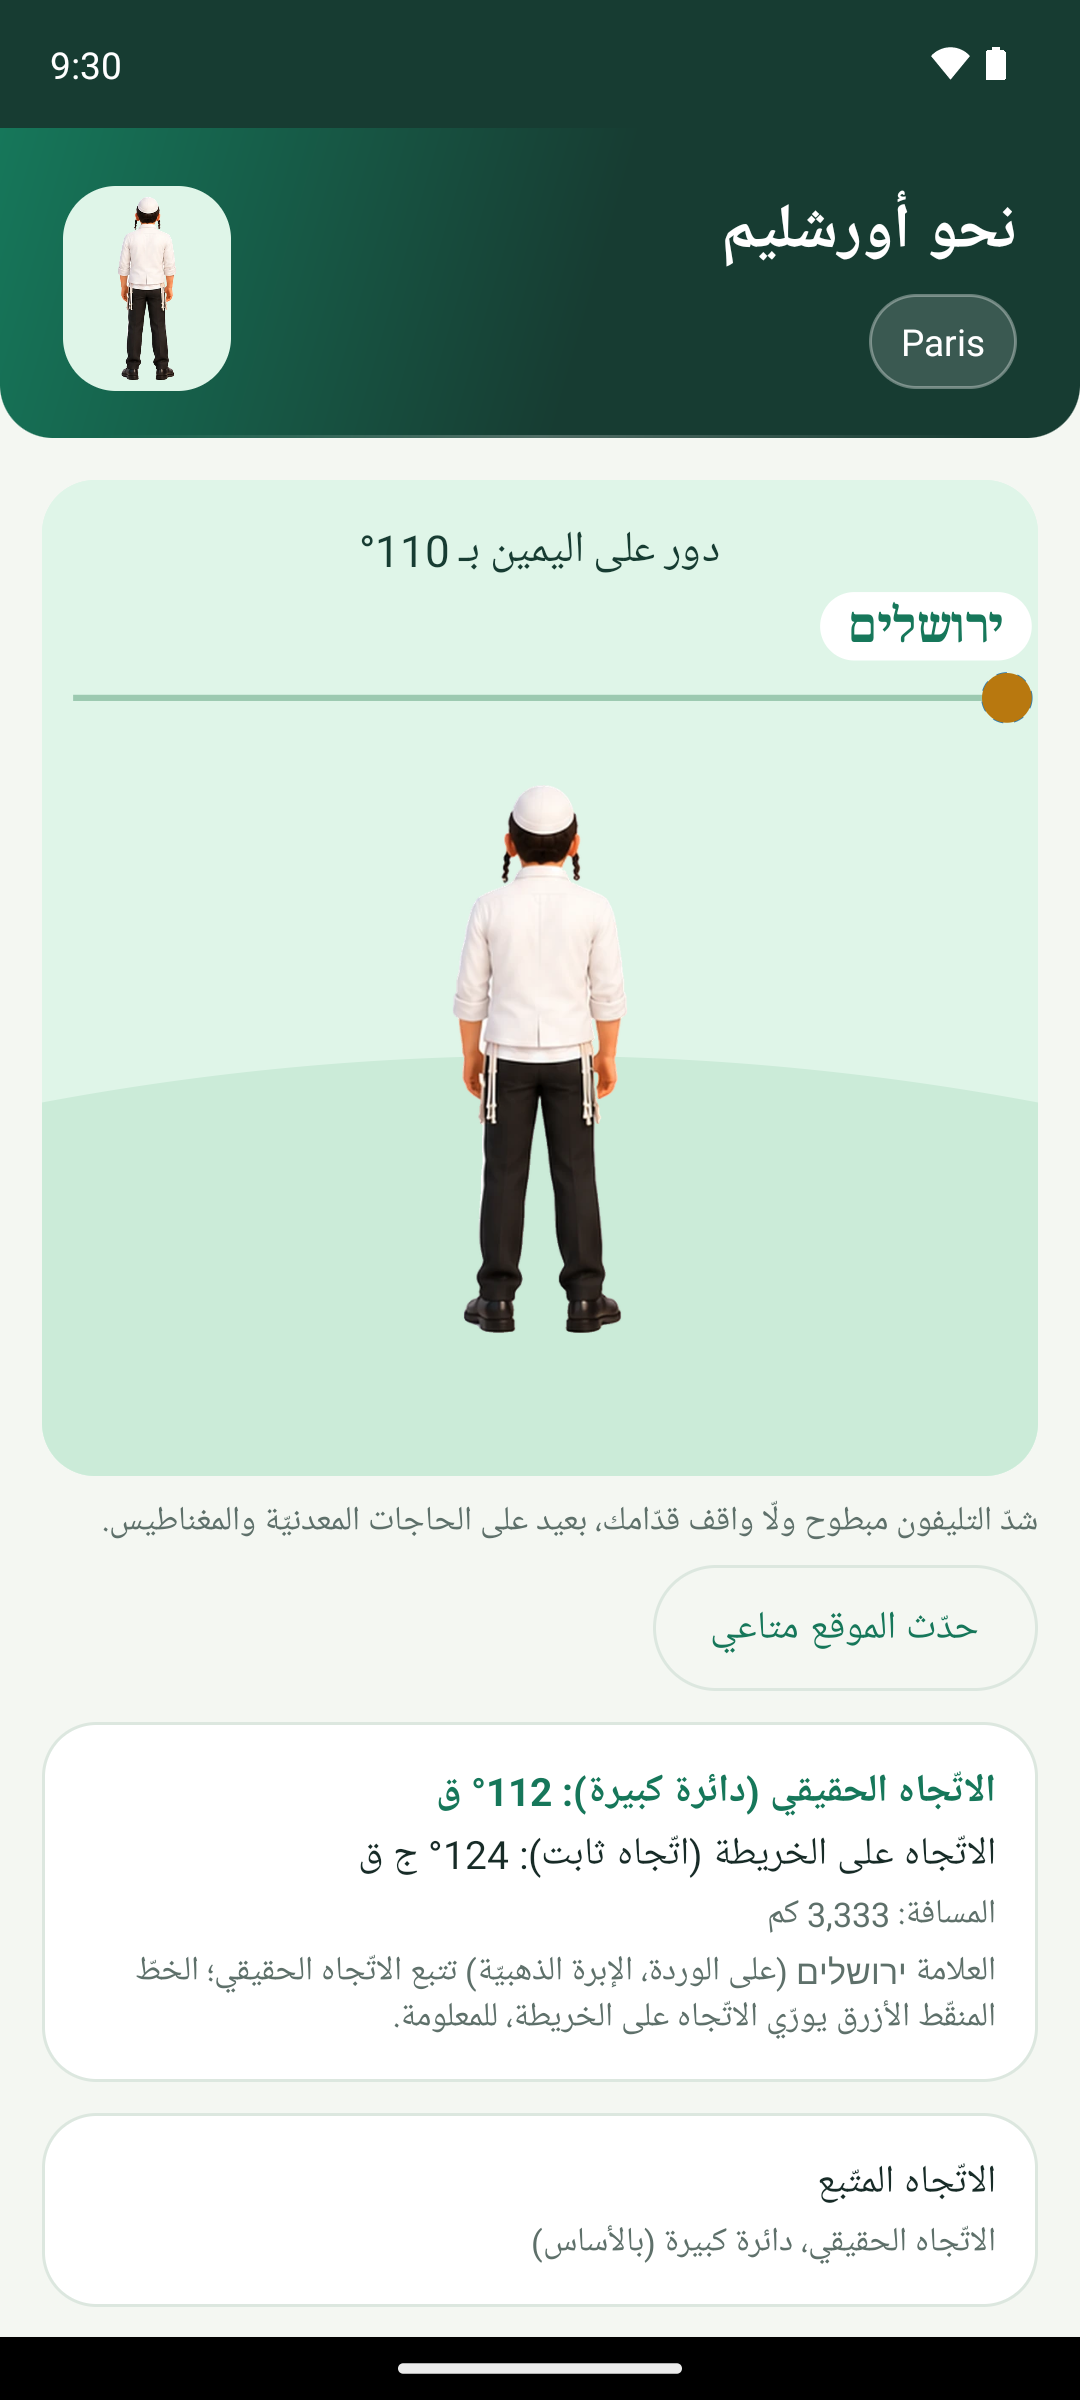 9:30
نحو أورشليم
Paris
دور على اليمين بـ 110°
ירושלים
شدّ التليفون مبطوح ولّا واقف قدّامك، بعيد على الحاجات المعدنيّة والمغناطيس.
حدّث الموقع متاعي
الاتّجاه الحقيقي (دائرة كبيرة): 112° ق
الاتّجاه على الخريطة (اتّجاه ثابت): 124° ج ق
المسافة: 3,333 كم
العلامة ירושלים (على الوردة، الإبرة الذهبيّة) تتبع الاتّجاه الحقيقي؛ الخطّ
المنقّط الأزرق يورّي الاتّجاه على الخريطة، للمعلومة.
الاتّجاه المتّبع
الاتّجاه الحقيقي، دائرة كبيرة (بالأساس)